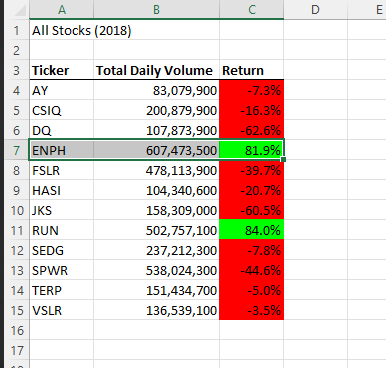 A B C D E
1 All Stocks (2018)
2
3 Ticker Total Daily Volume Return
4 AY 83,079,900 -7.3%
5 CSIQ 200,879,900 -16.3%
6 DQ 107,873,900 -62.6%
7 ENPH 607,473,500 81.9%
8 FSLR 478,113,900 -39.7%
9 HASI 104,340,600 -20.7%
10 JKS 158,309,000 -60.5%
11 RUN 502,757,100 84.0%
12 SEDG 237,212,300 -7.8%
13 SPWR 538,024,300 -44.6%
14 TERP 151,434,700 -5.0%
15 VSLR 136,539,100 -3.5%
16
17